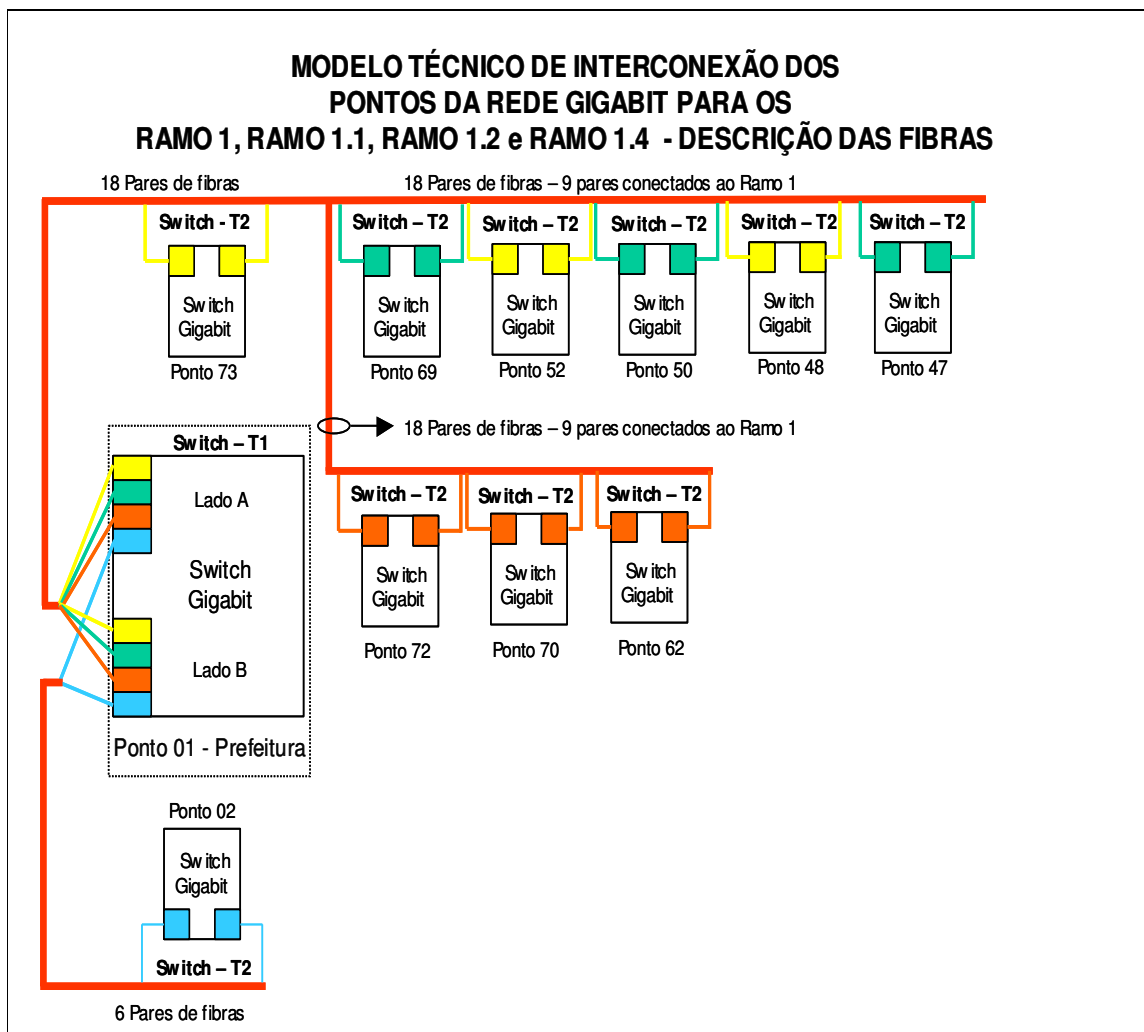 MODELO TÉCNICO DE INTERCONEXÃO DOS
PONTOS DA REDE GIGABIT PARA OS
RAMO 1, RAMO 1.1, RAMO 1.2 e RAMO 1.4 - DESCRIÇÃO DAS FIBRAS
18 Pares de fibras
18 Pares de fibras – 9 pares conectados ao Ramo 1
Switch - T2
Switch – T2
Switch – T2
Switch – T2
Switch – T2
Switch – T2
Switch
Gigabit
Switch
Gigabit
Switch
Gigabit
Switch
Gigabit
Switch
Gigabit
Switch
Gigabit
Ponto 73
Ponto 69
Ponto 52
Ponto 50
Ponto 48
Ponto 47
18 Pares de fibras – 9 pares conectados ao Ramo 1
Switch – T1
Lado A
Switch
Gigabit
Lado B
Ponto 01 - Prefeitura
Switch – T2
Switch – T2
Switch – T2
Switch
Gigabit
Switch
Gigabit
Switch
Gigabit
Ponto 72
Ponto 70
Ponto 62
Ponto 02
Switch
Gigabit
Switch – T2
6 Pares de fibras